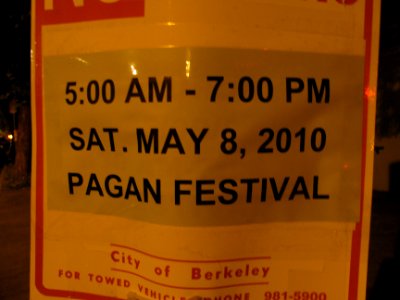 NO
5:00 AM - 7:00 PM
SAT. MAY 8, 2010
PAGAN FESTIVAL
City of Berkeley
FOR TOWED VEHICLE PHONE 981-5900